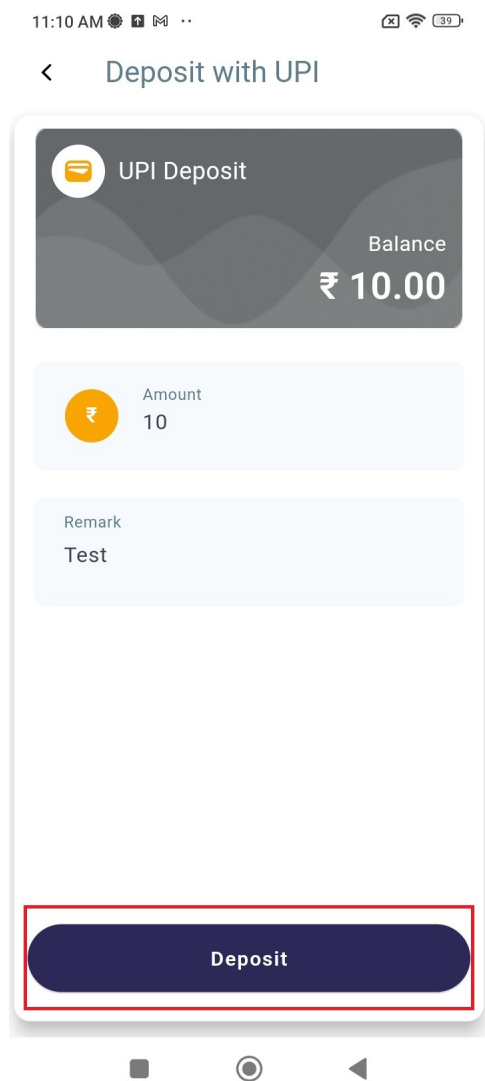 11:10 AM
39
Deposit with UPI
UPI Deposit
Balance
₹ 10.00
Amount
₹
10
Remark
Test
Deposit